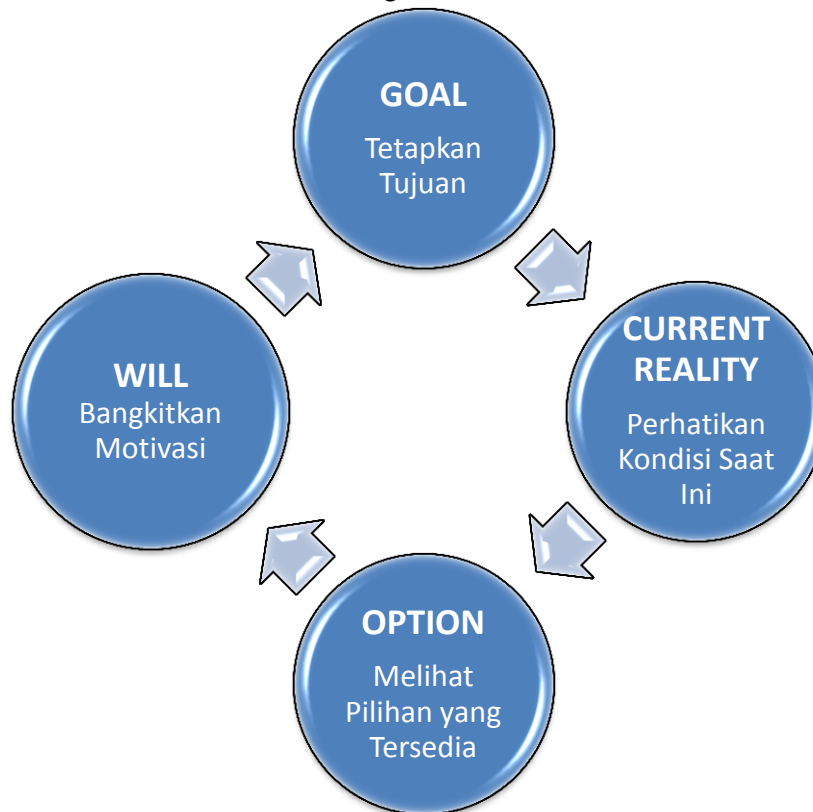 GOAL
Tetapkan
Tujuan
CURRENT
REALITY
Perhatikan
Kondisi Saat
Ini
OPTION
Melihat
Pilihan yang
Tersedia
WILL
Bangkitkan
Motivasi